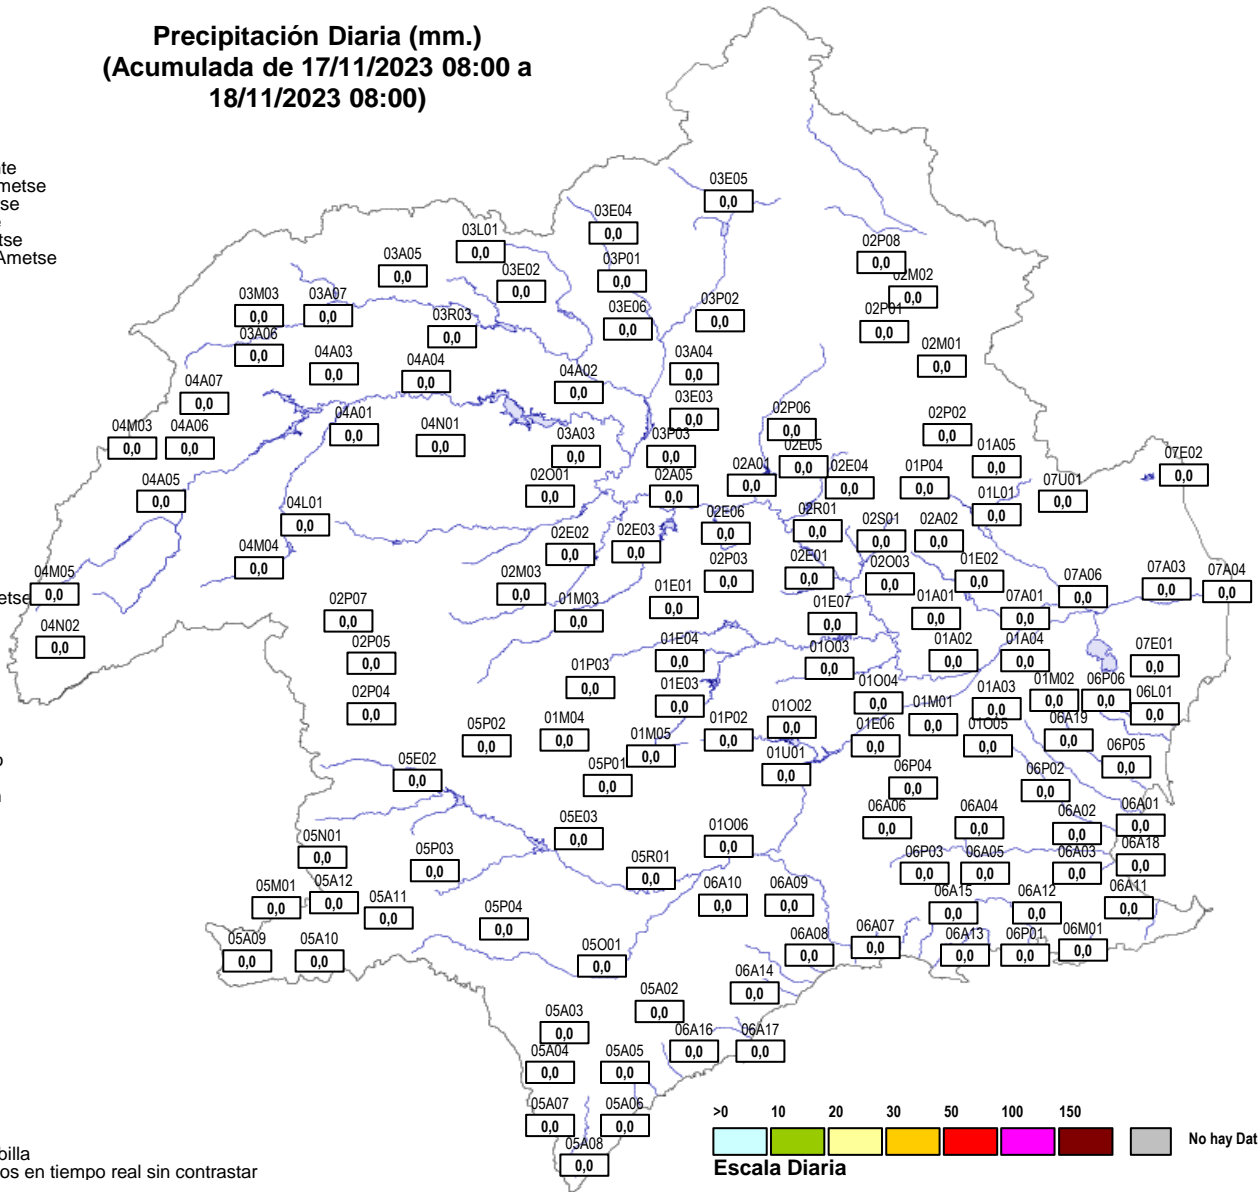 Precipitación Diaria (mm.)
(Acumulada de 17/11/2023 08:00 a
18/11/2023 08:00)
03E05
0,0
03E04
0,0
03L01
0,0
03A05
0,0
03E02
0,0
03P01
0,0
02P08
0,0
02M02
0,0
03M03
0,0
03A07
0,0
03R03
0,0
03E06
0,0
03P02
0,0
02P01
0,0
03A06
0,0
04A03
0,0
04A04
0,0
04A02
0,0
03A04
0,0
02M01
0,0
04A07
0,0
03E03
0,0
04M03
0,0
04A06
0,0
04A01
0,0
04N01
0,0
03A03
0,0
03P03
0,0
02P06
0,0
02E05
0,0
02P02
0,0
01A05
0,0
07E02
0,0
04A05
0,0
02O01
0,0
02A05
0,0
02A01
0,0
02E04
0,0
01P04
0,0
01L01
0,0
07U01
0,0
04L01
0,0
02E02
0,0
02E03
0,0
02E06
0,0
02R01
0,0
02S01
0,0
02A02
0,0
04M04
0,0
04M05
0,0
02M03
0,0
01M03
0,0
01E01
0,0
02P03
0,0
02E01
0,0
02O03
0,0
01E02
0,0
07A06
0,0
07A03
0,0
07A04
0,0
04N02
0,0
02P07
0,0
02P05
0,0
01E04
0,0
01E07
0,0
01A01
0,0
07A01
0,0
01O03
0,0
01A02
0,0
01A04
0,0
07E01
0,0
02P04
0,0
01P03
0,0
01E03
0,0
01O04
0,0
01M01
0,0
01A03
0,0
01M02
0,0
06P06
0,0
06L01
0,0
05P02
0,0
01M04
0,0
01M05
0,0
01P02
0,0
01O02
0,0
01E06
0,0
01O05
0,0
06A19
0,0
06P05
0,0
05E02
0,0
05P01
0,0
01U01
0,0
06P04
0,0
06P02
0,0
05E03
0,0
01O06
0,0
06A06
0,0
06A04
0,0
06A02
0,0
06A01
0,0
05N01
0,0
05P03
0,0
05R01
0,0
06P03
0,0
06A05
0,0
06A03
0,0
06A18
0,0
05M01
0,0
05A12
0,0
05A11
0,0
05P04
0,0
06A10
0,0
06A09
0,0
06A15
0,0
06A12
0,0
06A11
0,0
05A09
0,0
05A10
0,0
05O01
0,0
06A08
0,0
06A07
0,0
06A13
0,0
06P01
0,0
06M01
0,0
05A02
0,0
06A14
0,0
05A03
0,0
06A16
0,0
06A17
0,0
05A04
0,0
05A05
0,0
05A07
0,0
05A06
0,0
05A08
0,0
>0 10 20 30 50 100 150
No hay Dat
Escala Diaria
nte
metse
se
tse
Ametse
etse
billa
os en tiempo real sin contrastar